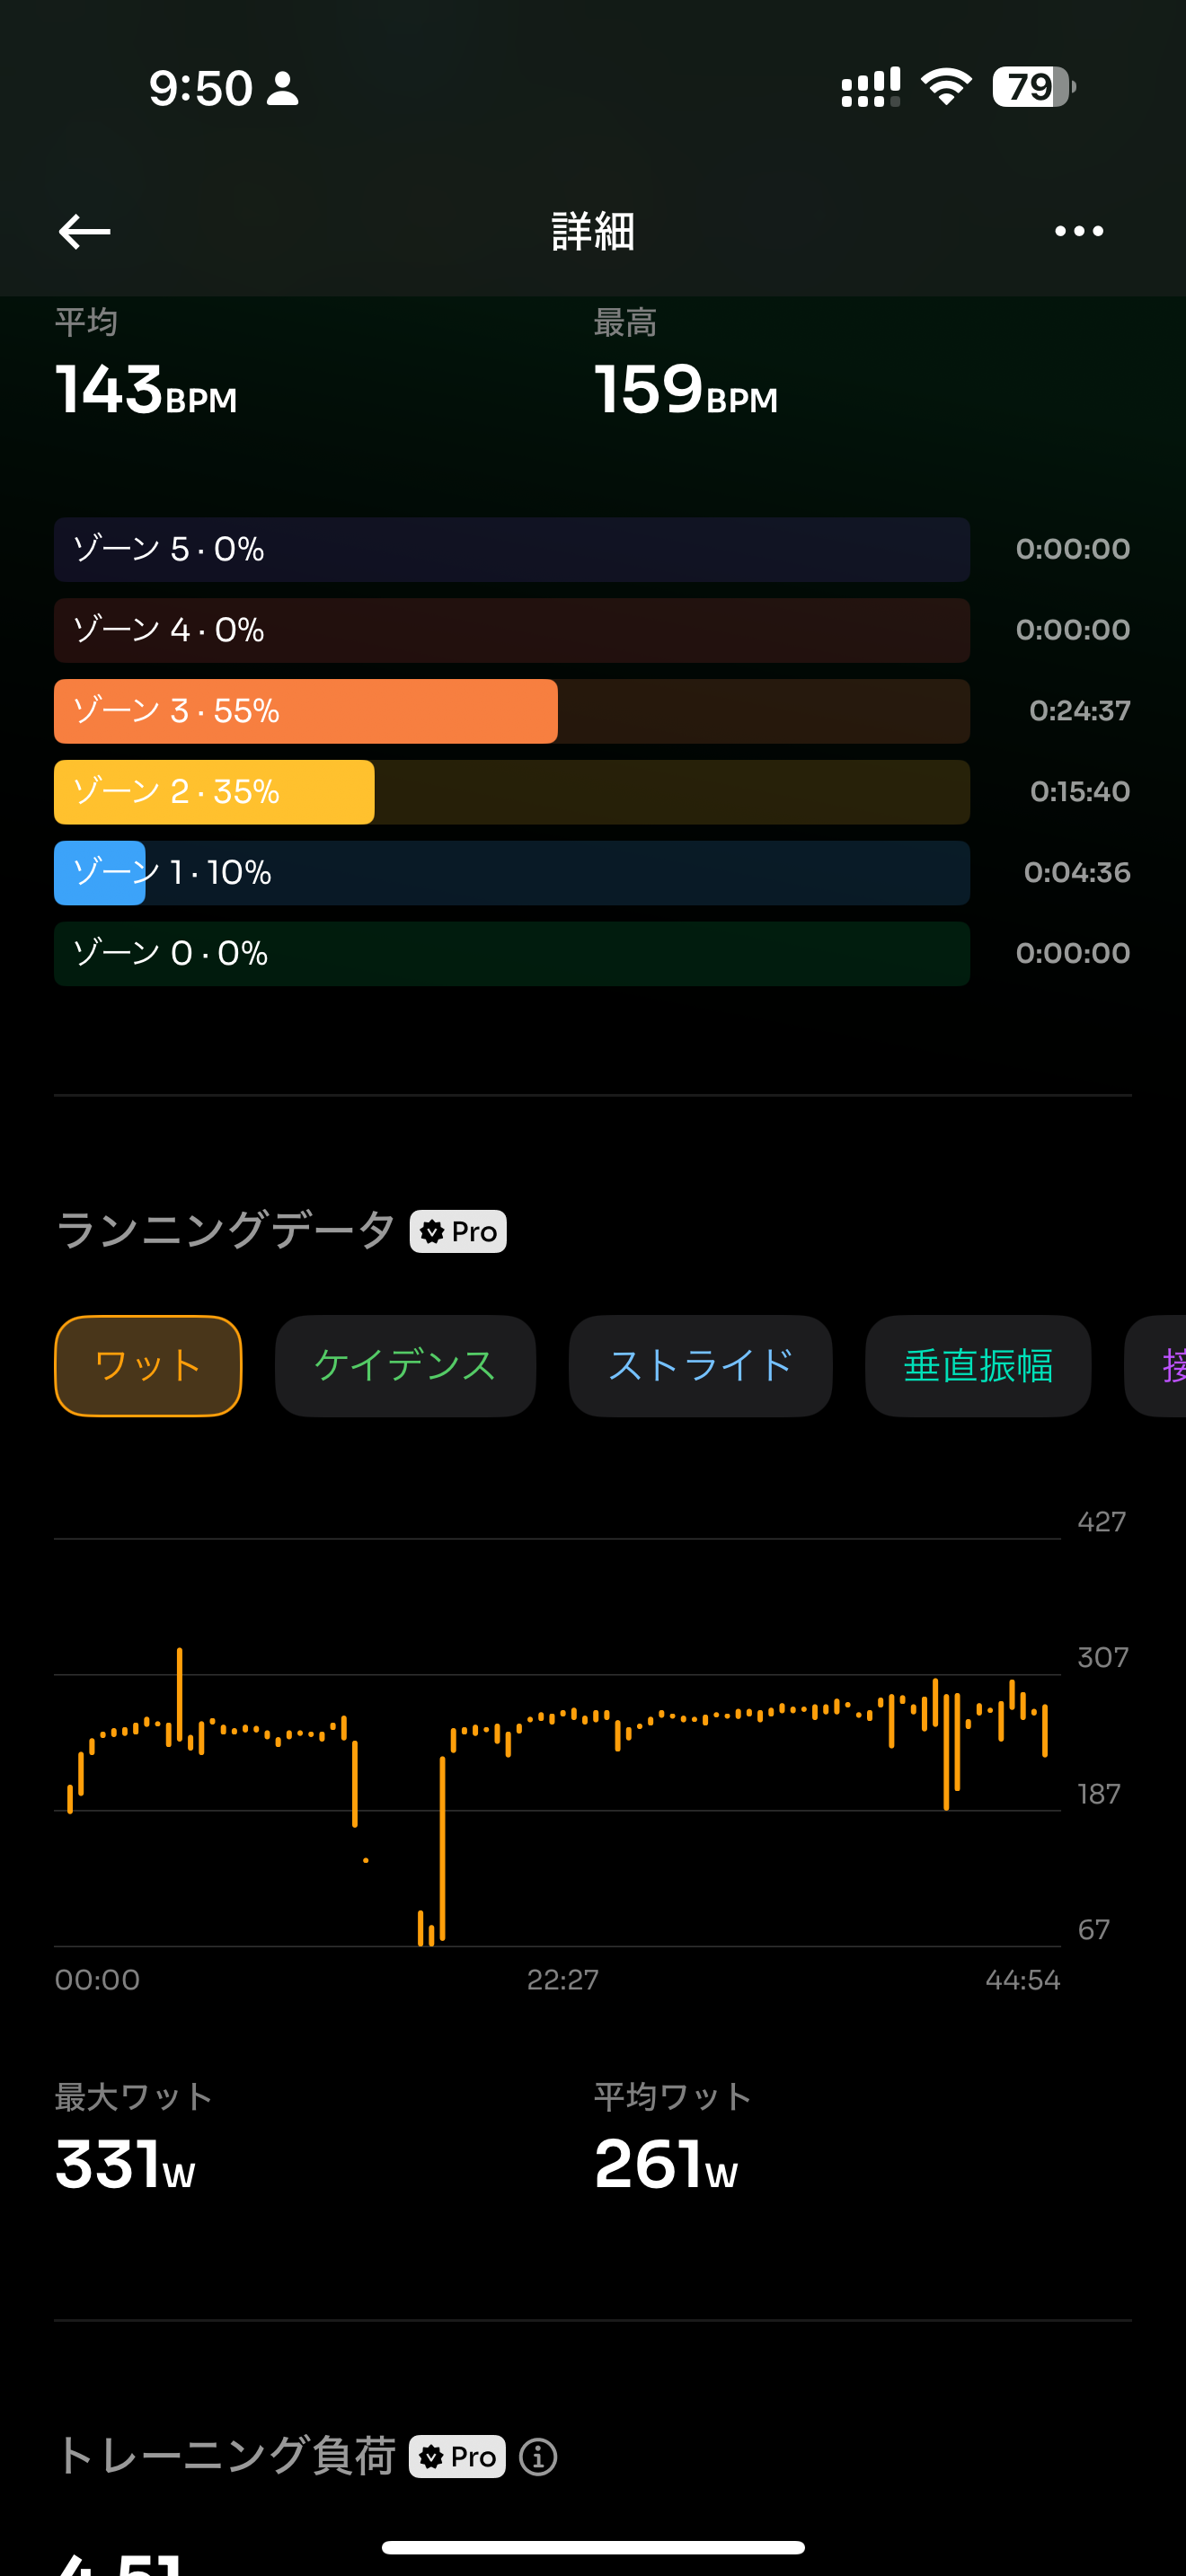 9:50
79
詳細
平均 最高
143BPM 159BPM
ゾーン 5 · 0% 0:00:00
ゾーン 4 · 0% 0:00:00
ゾーン 3 · 55% 0:24:37
ゾーン 2 · 35% 0:15:40
ゾーン 1 · 10% 0:04:36
ゾーン 0 · 0% 0:00:00
ランニングデータ Pro
ワット ケイデンス ストライド 垂直振幅 接
427
307
187
67
00:00 22:27 44:54
最大ワット 平均ワット
331W 261W
トレーニング負荷 Pro